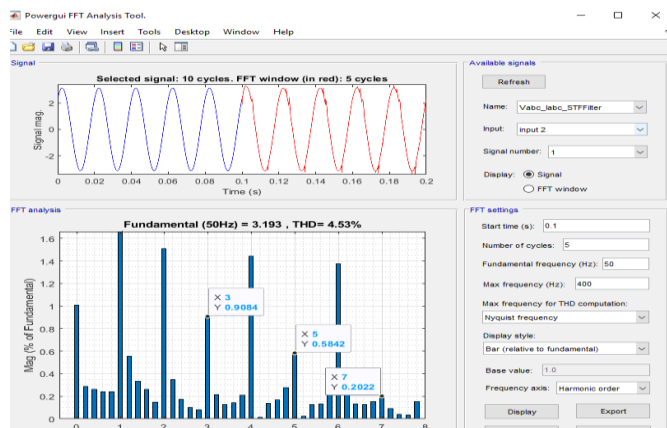 Powergui FFT Analysis Tool.
File Edit View Insert Tools Desktop Window Help
Signal
Selected signal: 10 cycles. FFT window (in red): 5 cycles
Signal mag.
2
0
-2
0 0.02 0.04 0.06 0.08 0.1 0.12 0.14 0.16 0.18 0.2
Time (s)
FFT analysis
Fundamental (50Hz) = 3.193 , THD= 4.53%
Mag (% of Fundamental)
1.6
1.4
1.2
1
0.8
0.6
0.4
0.2
0
X 3
Y 0.9084
X 5
Y 0.5842
X 7
Y 0.2022
0 1 2 3 4 5 6 7 8
Available signals
Refresh
Name: Vabc_Iabc_STFFilter
Input: input 2
Signal number: 1
Display: Signal
FFT window
FFT settings
Start time (s): 0.1
Number of cycles: 5
Fundamental frequency (Hz): 50
Max frequency (Hz): 400
Max frequency for THD computation:
Nyquist frequency
Display style:
Bar (relative to fundamental)
Base value: 1.0
Frequency axis: Harmonic order
Display Export